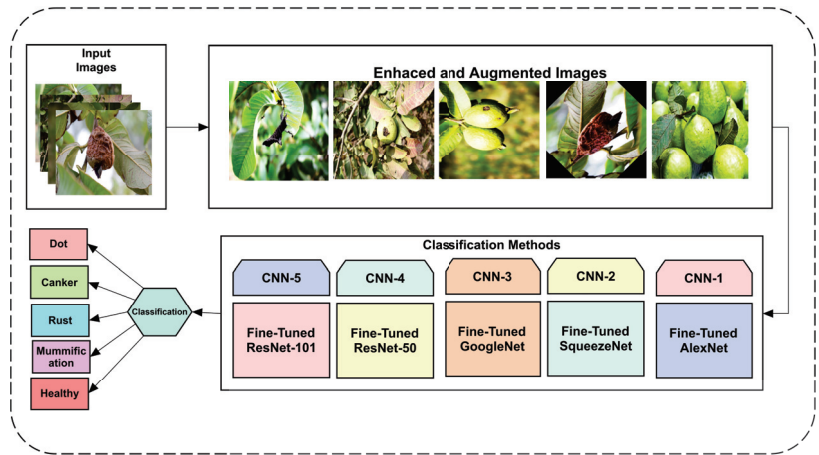 Input
Images
Enhaced and Augmented Images
Classification Methods
CNN-5
CNN-4
CNN-3
CNN-2
CNN-1
Fine-Tuned
ResNet-101
Fine-Tuned
ResNet-50
Fine-Tuned
GoogleNet
Fine-Tuned
SqueezeNet
Fine-Tuned
AlexNet
Classification
Dot
Canker
Rust
Mummific
ation
Healthy